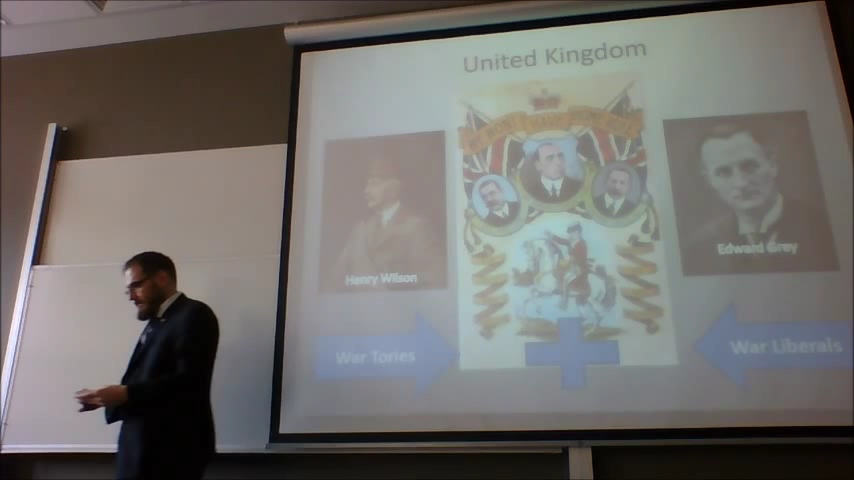 United Kingdom
Henry Wilson
Edward Grey
War Tories
War Liberals